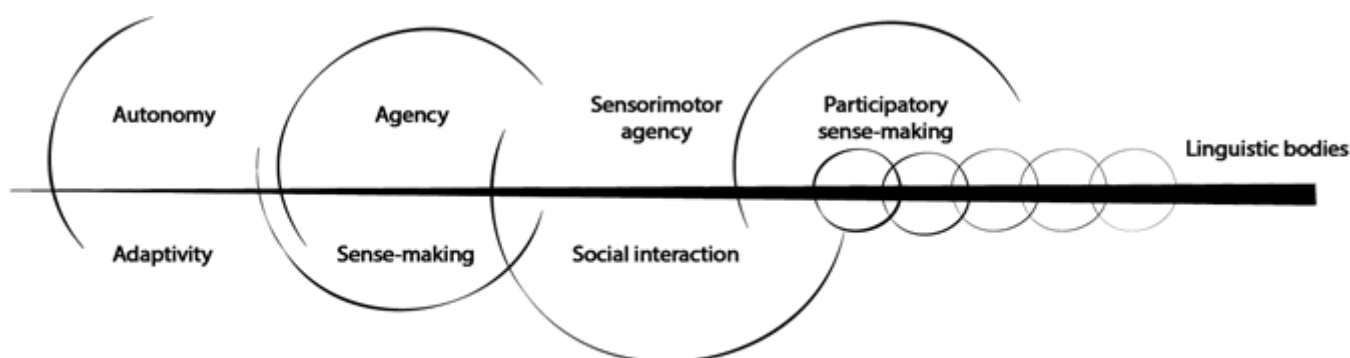 Autonomy
Agency
Sensorimotor
agency
Participatory
sense-making
Linguistic bodies
Adaptivity
Sense-making
Social interaction